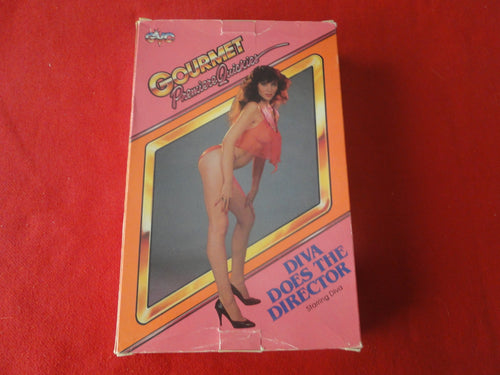 GOURMET
Premiere Quickies
DIVA
DOES THE
DIRECTOR
Starring Diva